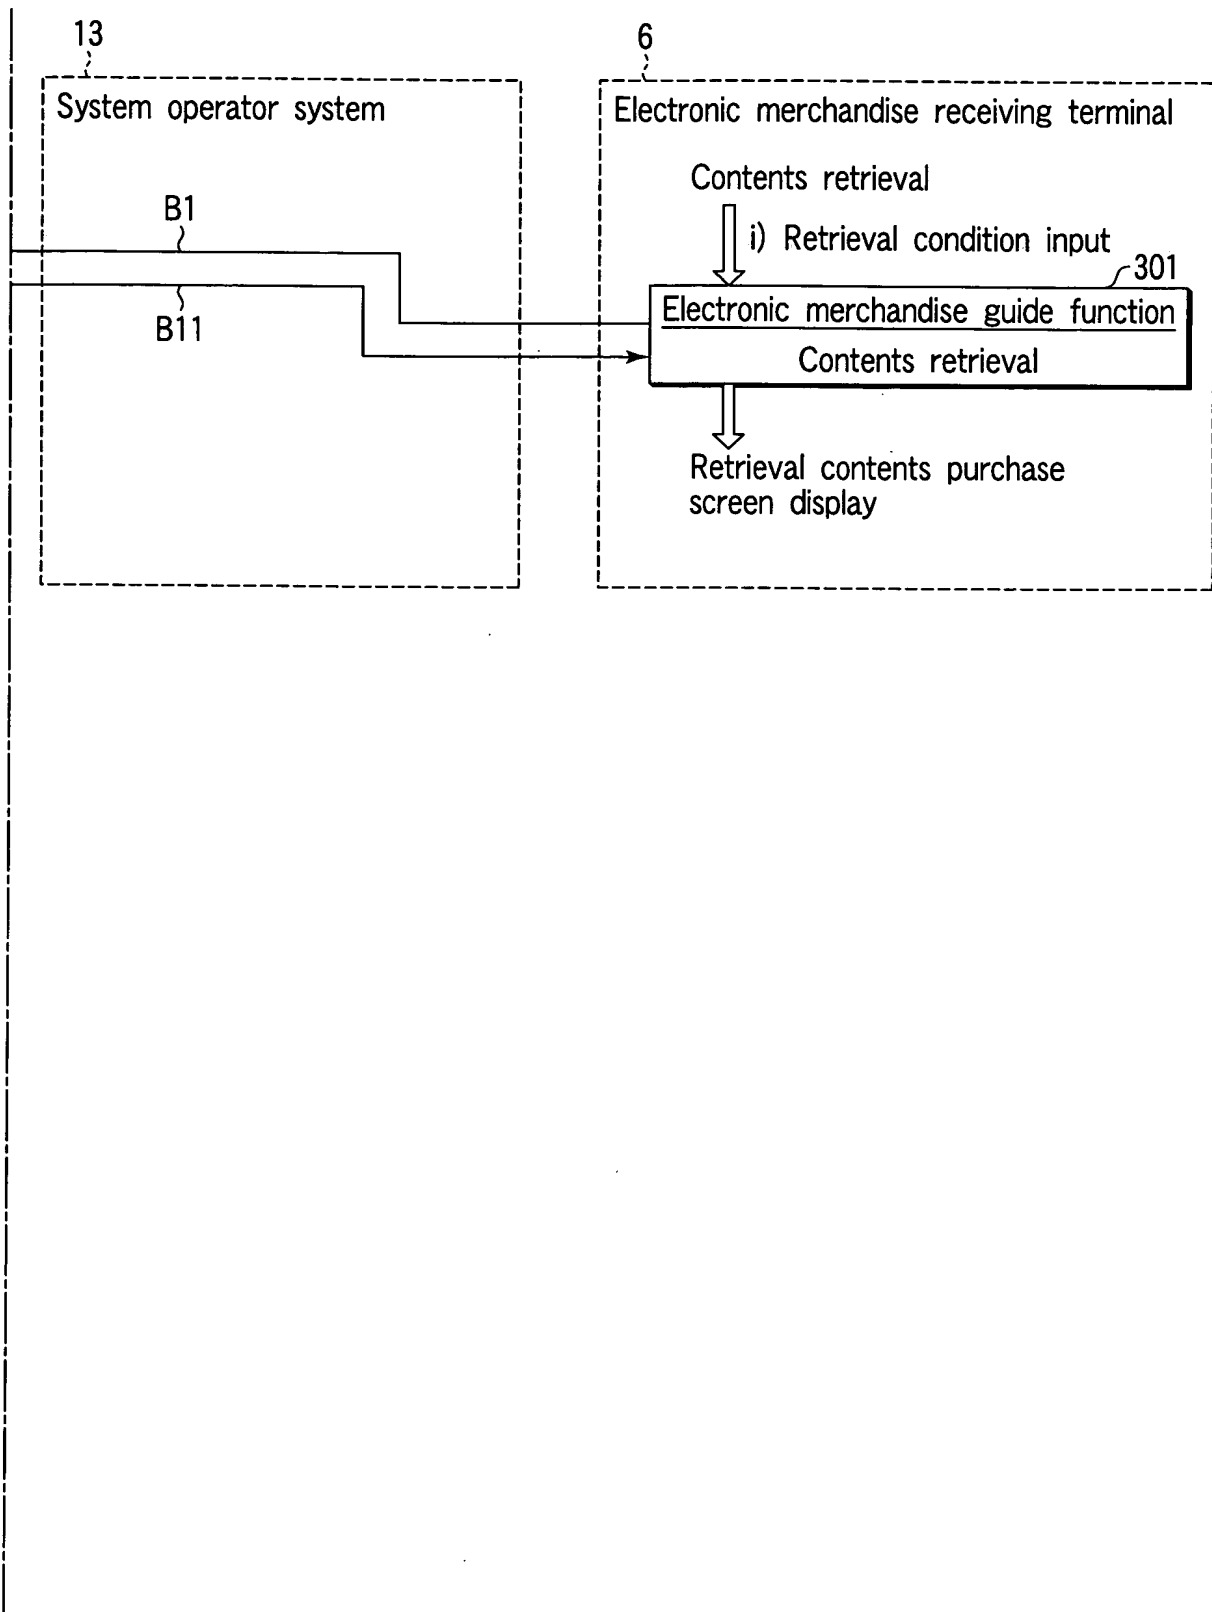 13
System operator system
B1
B11
6
Electronic merchandise receiving terminal
Contents retrieval
i) Retrieval condition input
301
Electronic merchandise guide function
Contents retrieval
Retrieval contents purchase
screen display